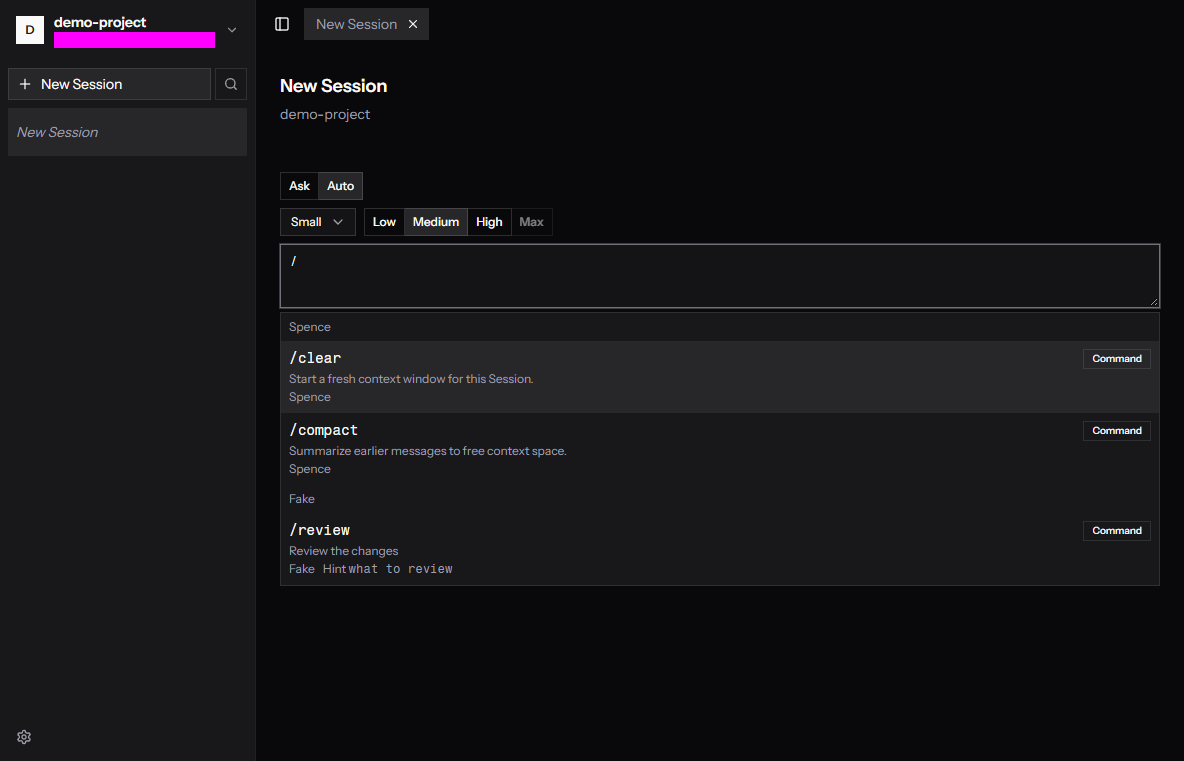 D
demo-project
New Session
New Session
New Session
New Session
demo-project
Ask Auto
Small Low Medium High Max
/
Spence
/clear Command
Start a fresh context window for this Session.
Spence
/compact Command
Summarize earlier messages to free context space.
Spence
Fake
/review Command
Review the changes
Fake Hint what to review